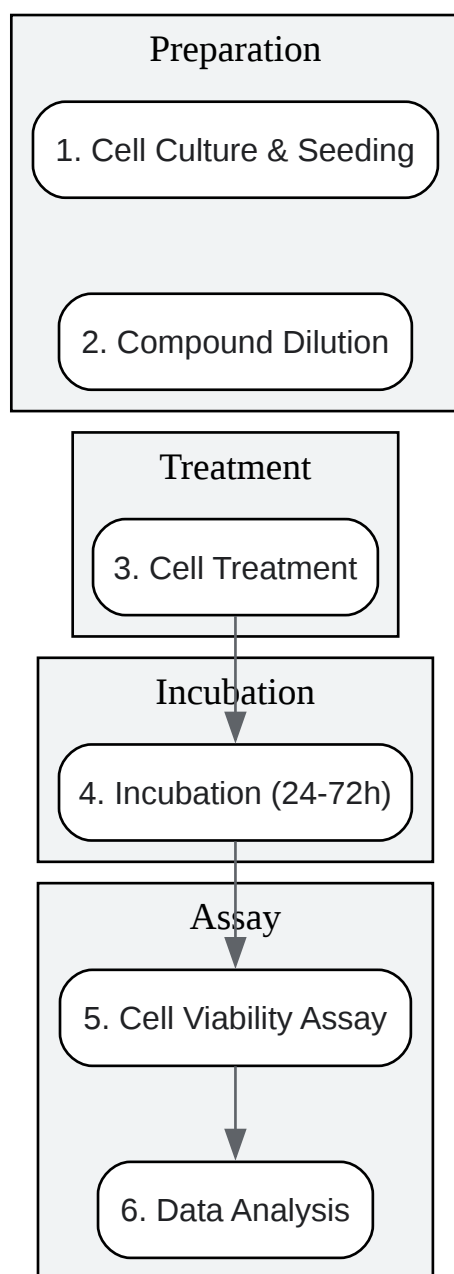 Preparation
1. Cell Culture & Seeding
2. Compound Dilution
Treatment
3. Cell Treatment
Incubation
4. Incubation (24-72h)
Assay
5. Cell Viability Assay
6. Data Analysis